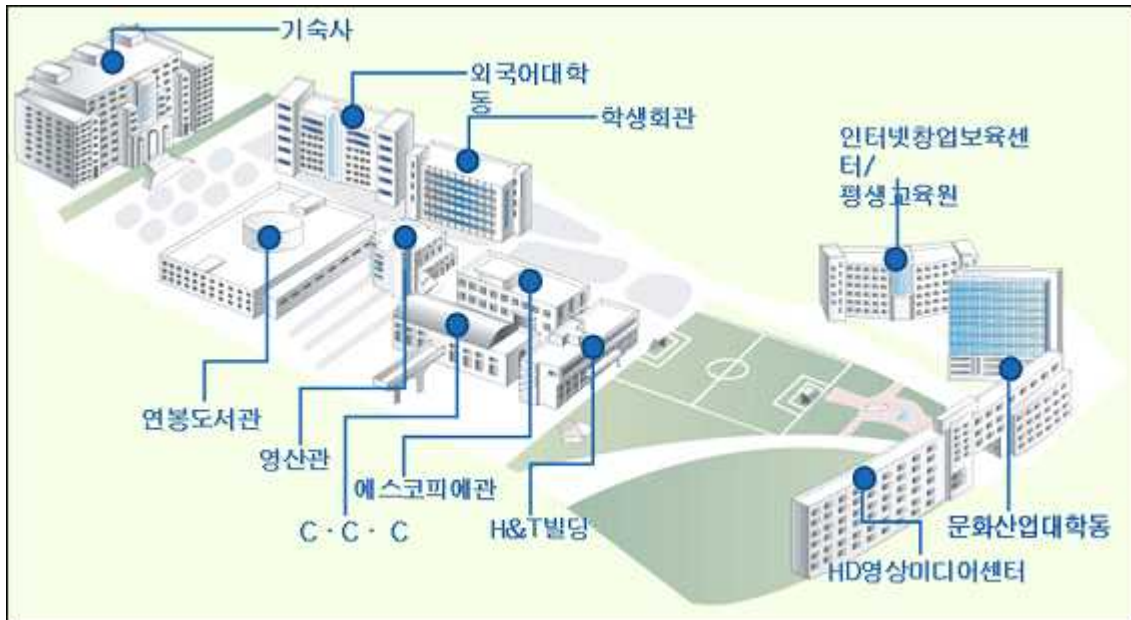 기숙사
외국어대학
동
학생회관
인터넷창업보육센
터/
평생교육원
연봉도서관
영산관
에스코피에관
C·C·C
H&T빌딩
문화산업대학동
HD영상미디어센터